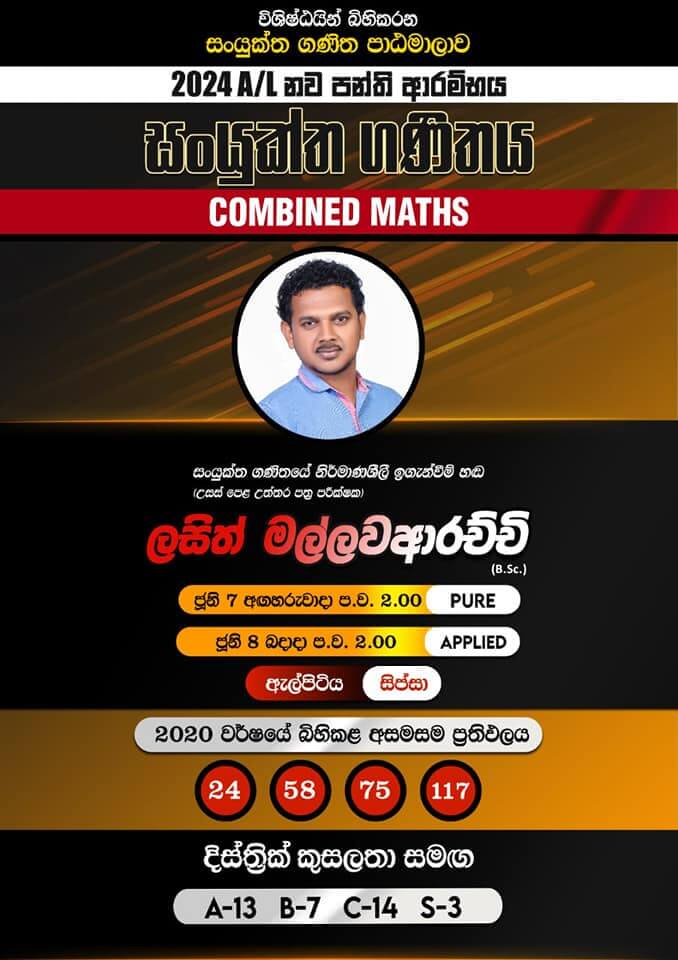 විශිෂ්ඨයින් බිහිකරන
සංයුක්ත ගණිත පාඨමාලාව
2024 A/L නව පන්ති ආරම්භය
සංයුක්ත ගණිතය
COMBINED MATHS
සංයුක්ත ගණිතයේ නිර්මාණශීලී ඉගැන්වීම් හඬ
(උසස් පෙළ උත්තර පත්‍ර පරීක්ෂක)
ලසිත් මල්ලවආරච්චි
(B.Sc.)
ජූනි 7 අඟහරුවාදා ප.ව. 2.00 PURE
ජූනි 8 බදාදා ප.ව. 2.00 APPLIED
ඇල්පිටිය සිප්සා
2020 වර්ෂයේ බිහිකළ අසමසම ප්‍රතිඵලය
24 58 75 117
දිස්ත්‍රික් කුසලතා සමඟ
A-13 B-7 C-14 S-3